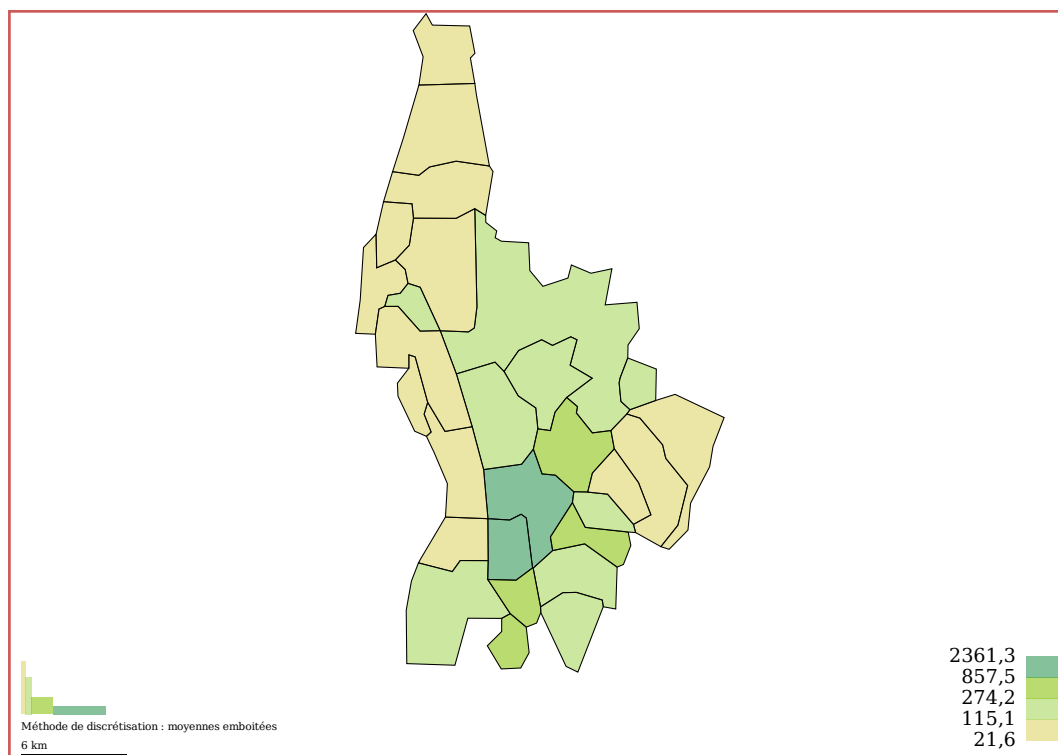 2361,3
857,5
274,2
115,1
21,6
Méthode de discrétisation : moyennes emboitées
6 km